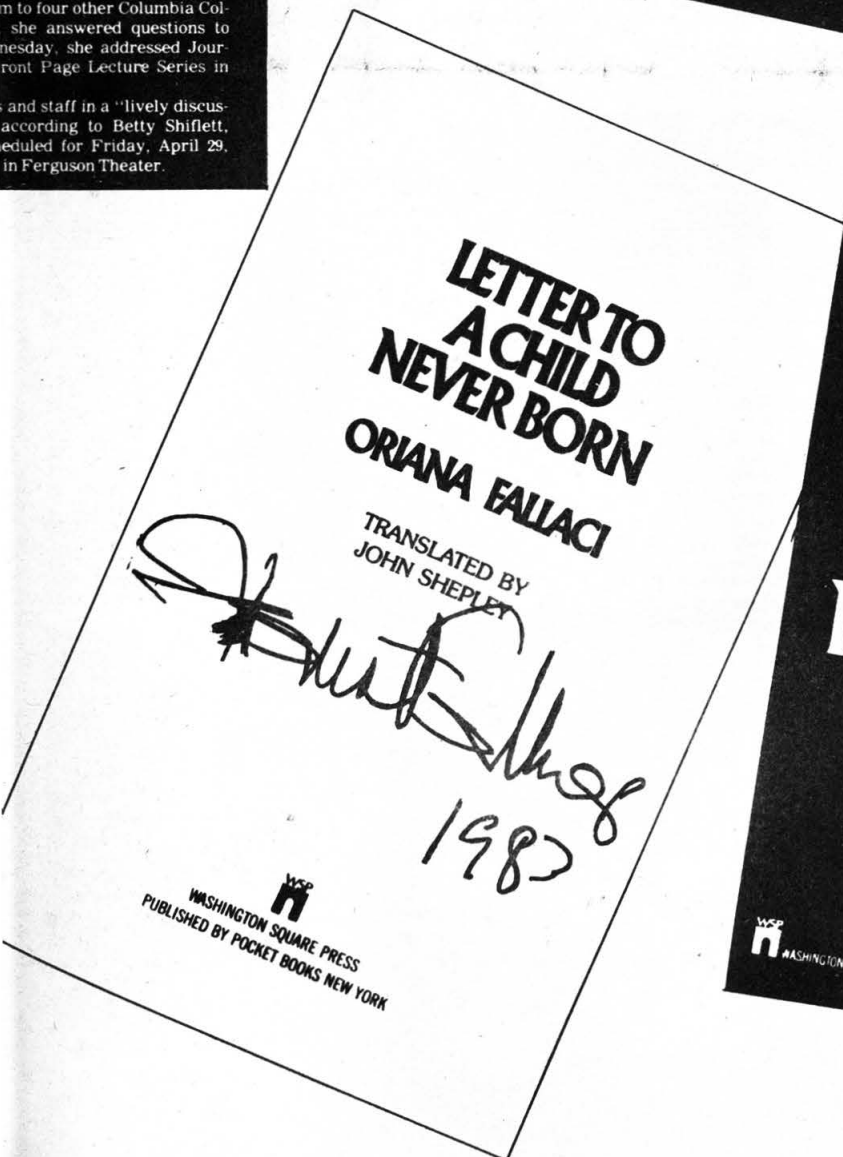 m to four other Columbia Col-
she answered questions to
nesday, she addressed Jour-
ront Page Lecture Series in
s and staff in a "lively discus-
according to Betty Shiflett,
eduled for Friday, April 29,
in Ferguson Theater.
LETTER TO
A CHILD
NEVER BORN
ORIANA FALLACI
TRANSLATED BY
JOHN SHEPLEY
1983
WSP
WASHINGTON SQUARE PRESS
PUBLISHED BY POCKET BOOKS NEW YORK
WSP
WASHINGTON